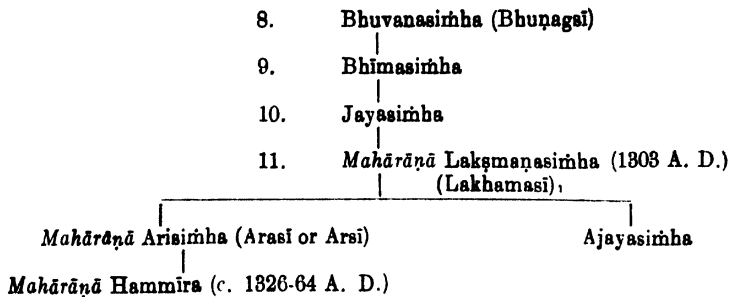 8. Bhuvanasiṁha (Bhuṇagsī)
9. Bhīmasiṁha
10. Jayasiṁha
11. Mahārāṇā Lakṣmaṇasiṁha (1303 A. D.)
(Lakhamasī)₁
Mahārāṇā Arisiṁha (Arasī or Arsī) Ajayasiṁha
Mahārāṇā Hammīra (c. 1326-64 A. D.)